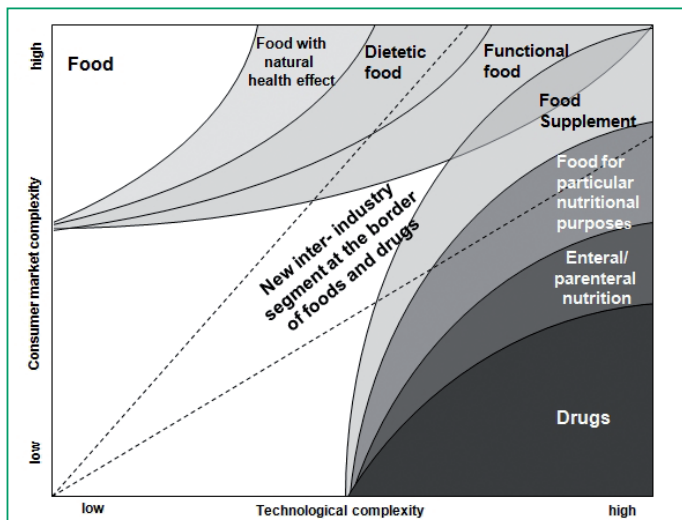 high
Food
Food with
natural
health effect
Dietetic
food
Functional
food
Food
Supplement
Food for
particular
nutritional
purposes
Enteral/
parenteral
nutrition
Drugs
New inter- industry
segment at the border
of foods and drugs
Consumer market complexity
low
low
Technological complexity
high